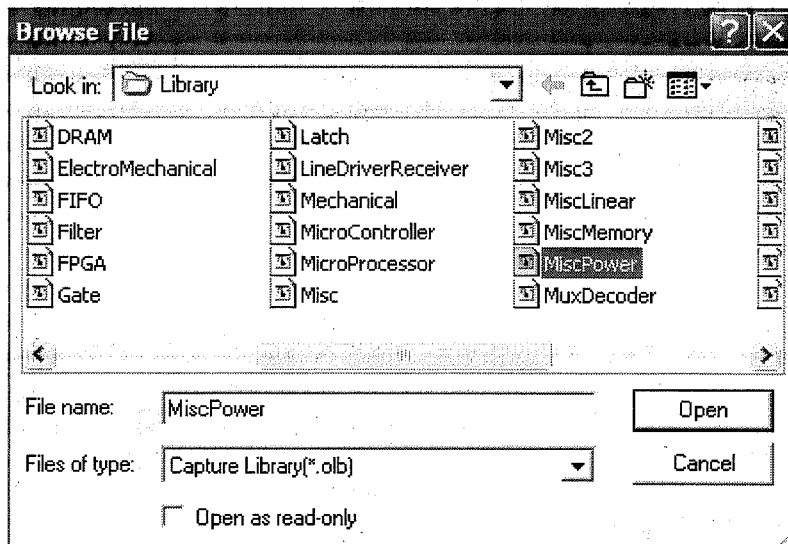 Browse File
Look in: Library
DRAM
ElectroMechanical
FIFO
Filter
FPGA
Gate
Latch
LineDriverReceiver
Mechanical
MicroController
MicroProcessor
Misc
Misc2
Misc3
MiscLinear
MiscMemory
MiscPower
MuxDecoder
File name: MiscPower
Open
Files of type: Capture Library(*.olb)
Cancel
Open as read-only